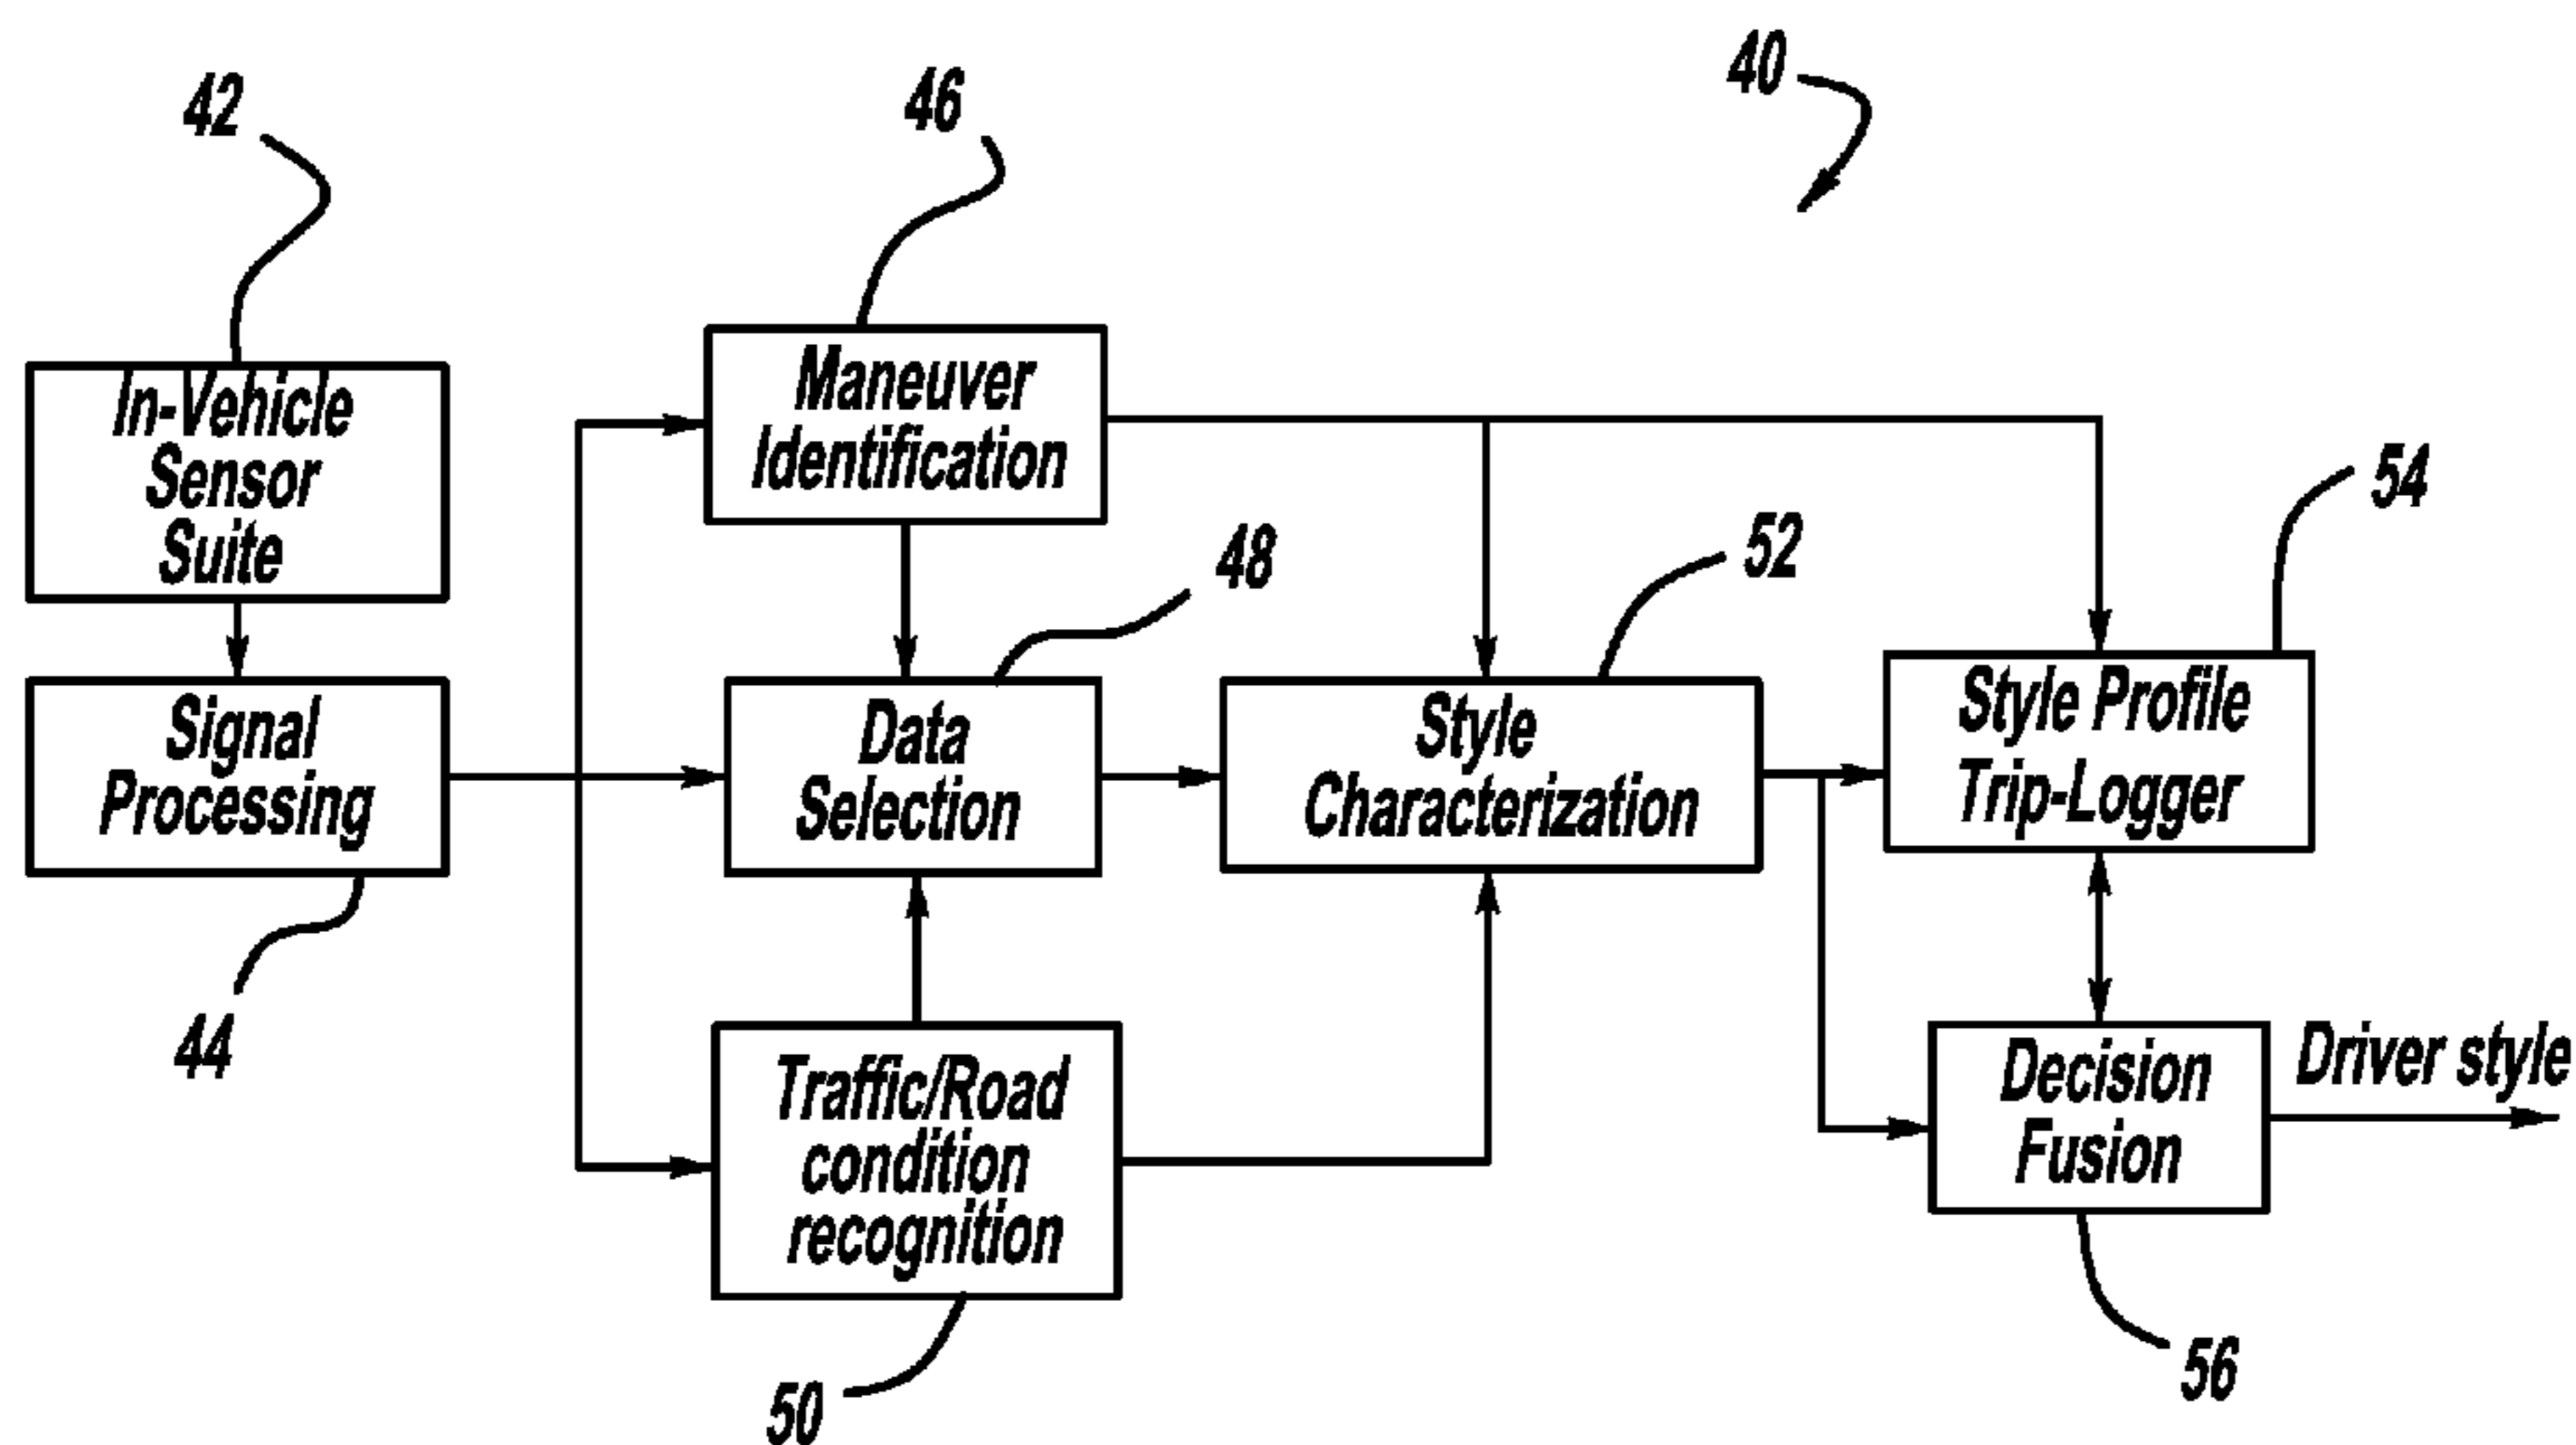 42
46
40
In-Vehicle
Sensor
Suite
Maneuver
Identification
54
48
52
Signal
Processing
Data
Selection
Style
Characterization
Style Profile
Trip-Logger
44
Traffic/Road
condition
recognition
Decision
Fusion
Driver style
50
56